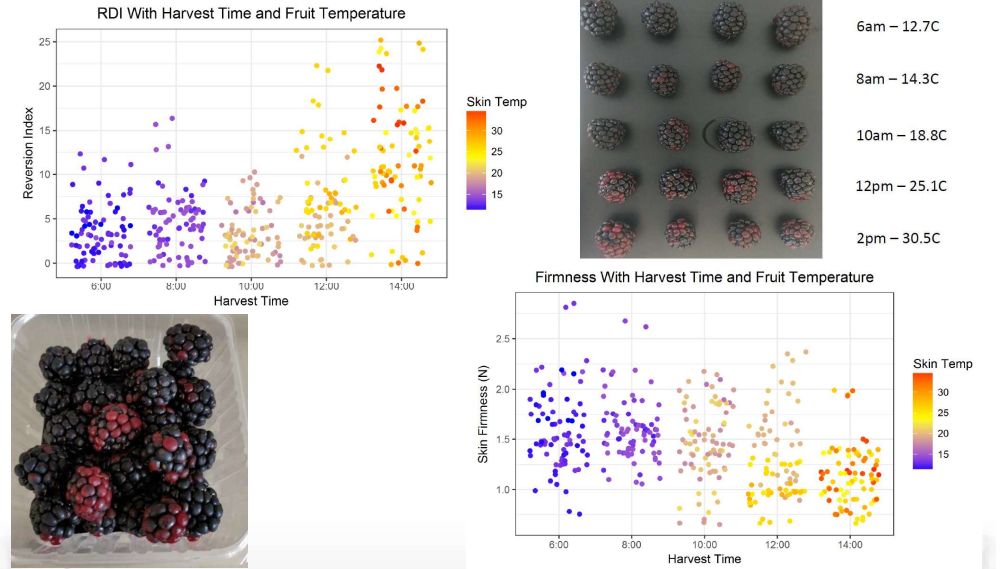 RDI With Harvest Time and Fruit Temperature
Reversion Index
25
20
15
10
5
0
6:00 8:00 10:00 12:00 14:00
Harvest Time
Skin Temp
30
25
20
15
6am – 12.7C
8am – 14.3C
10am – 18.8C
12pm – 25.1C
2pm – 30.5C
Firmness With Harvest Time and Fruit Temperature
Skin Firmness (N)
2.5
2.0
1.5
1.0
6:00 8:00 10:00 12:00 14:00
Harvest Time
Skin Temp
30
25
20
15